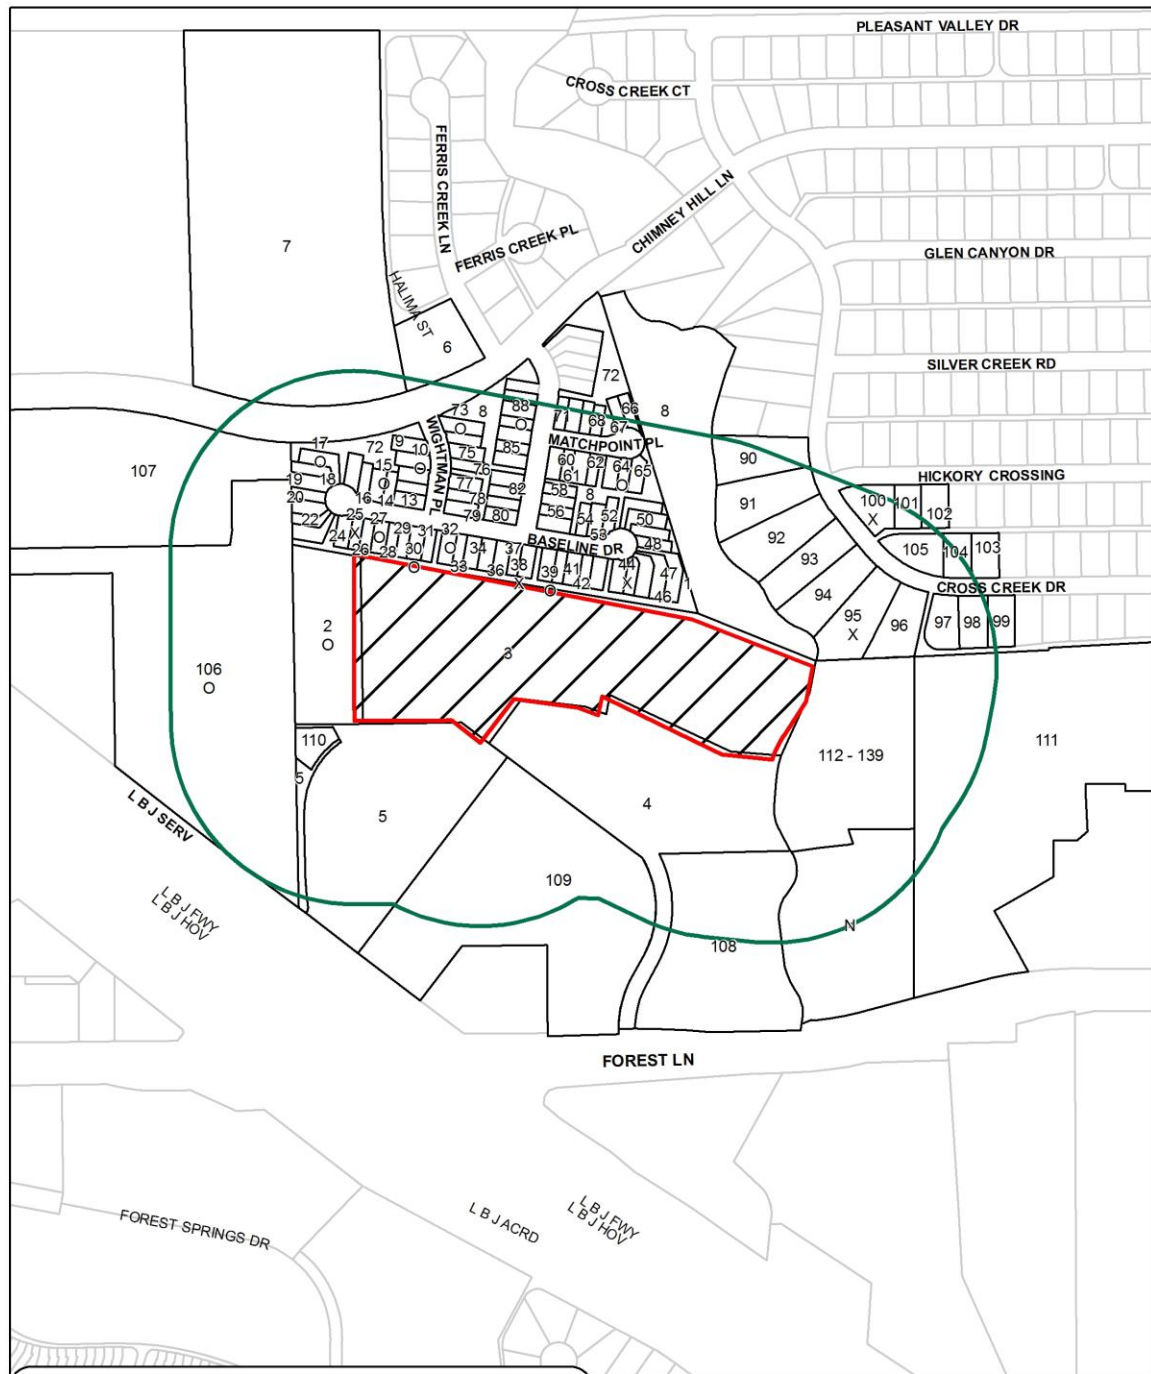 PLEASANT VALLEY DR
CROSS CREEK CT
FERRIS CREEK LN
CHIMNEY HILL LN
FERRIS CREEK PL
7
GLEN CANYON DR
HALIMA ST
6
SILVER CREEK RD
72
73 8 88 71 68 66 8
67
O O
17 72 9 10 WIGHTMAN PL 75 85 MATCHPOINT PL
90
HICKORY CROSSING
107
O 15 O 76 60 62 64 65
19 18 O 77 61 O
20 16 14 13 78 82 58 8
91 100 101 102
X
22 25 27 79 80 56 54 52 50
24 X O 29 31 32 53
BASELINE DR
48
92
105 104 103
26 28 30 O 34 37 39 41 44 47
93
O 33 36 38 42 X 46 1
X O
CROSS CREEK DR
94
95 96 97 98 99
X
2
O
3
106
O
110
5
112 - 139
111
4
5
L B J SERV
109
L B J FWY
L B J HOV
N
108
FOREST LN
L B J FWY
L B J HOV
L B J ACRD
FOREST SPRINGS DR